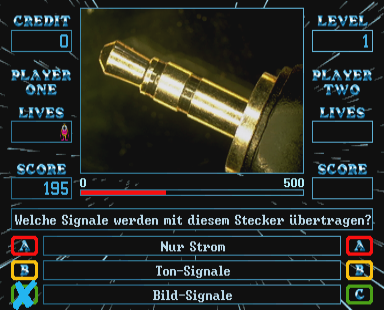 CREDIT
0
LEVEL
1
PLAYER
ONE
PLAYER
TWO
LIVES
LIVES
SCORE
195
SCORE
0
500
Welche Signale werden mit diesem Stecker übertragen?
A
Nur Strom
A
B
Ton-Signale
B
Bild-Signale
C